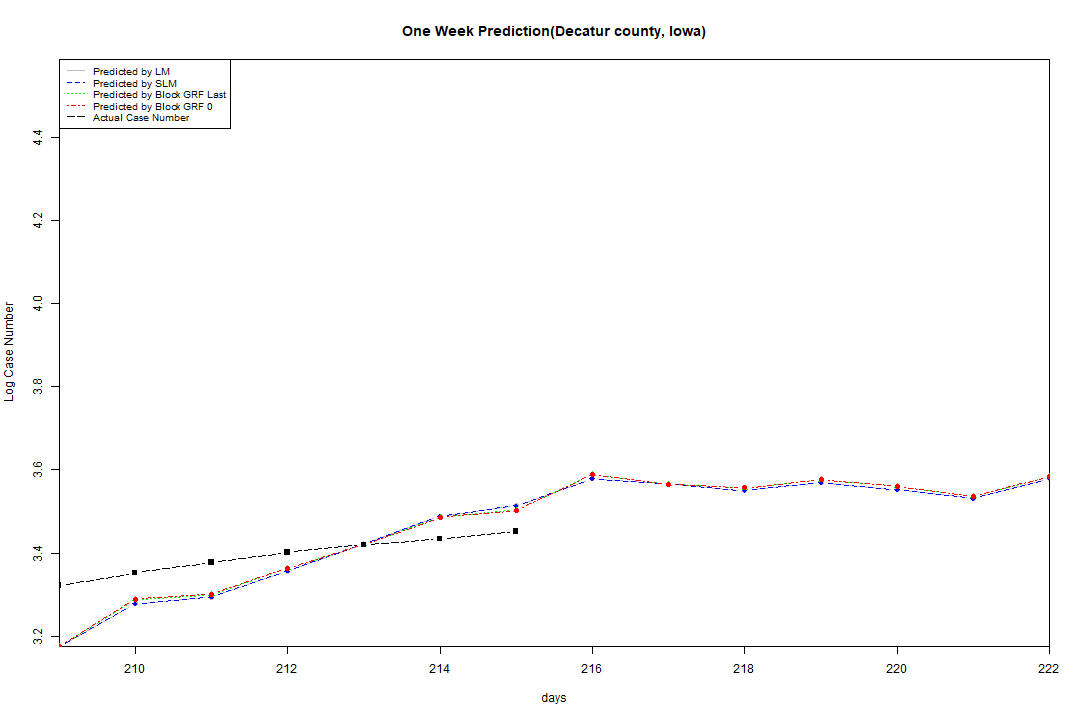 One Week Prediction(Decatur county, Iowa)
Predicted by LM
Predicted by SLM
Predicted by Block GRF Last
Predicted by Block GRF 0
Actual Case Number
4.4
4.2
4.0
3.8
3.6
3.4
3.2
Log Case Number
210 212 214 216 218 220 222
days